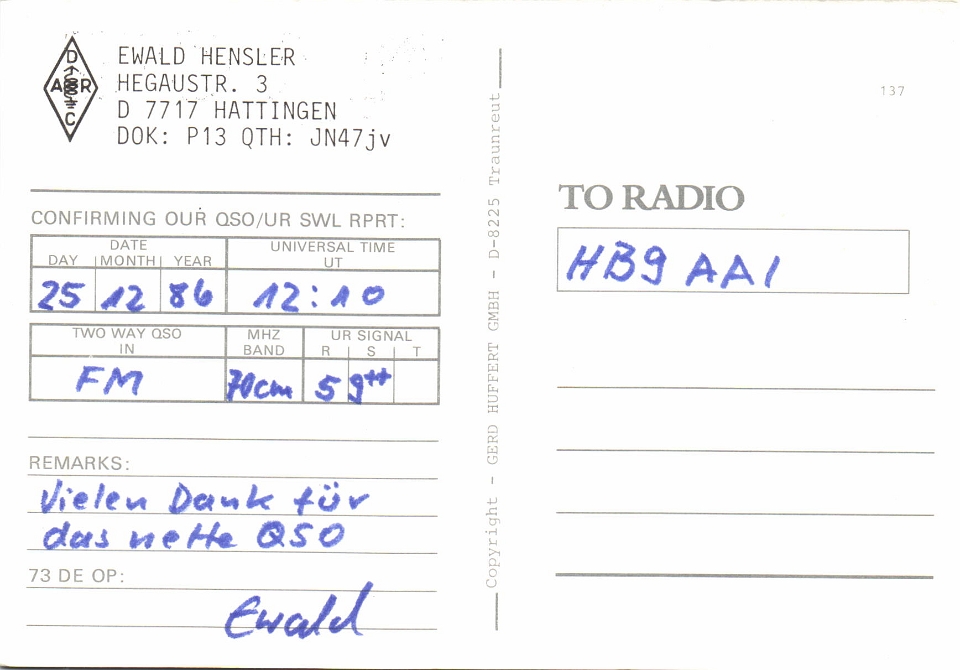 D
A R
C
EWALD HENSLER
HEGAUSTR. 3
D 7717 HATTINGEN
DOK: P13 QTH: JN47jv
CONFIRMING OUR QSO/UR SWL RPRT:
DATE
DAY MONTH YEAR
UNIVERSAL TIME
UT
25 12 86 12:10
TWO WAY QSO
IN
MHZ
BAND
UR SIGNAL
R S T
FM 70cm 5 9++
REMARKS:
Vielen Dank für
das nette QSO
73 DE OP:
Ewald
Copyright - GERD HUFFERT GMBH - D-8225 Traunreut
137
TO RADIO
HB9 AAI